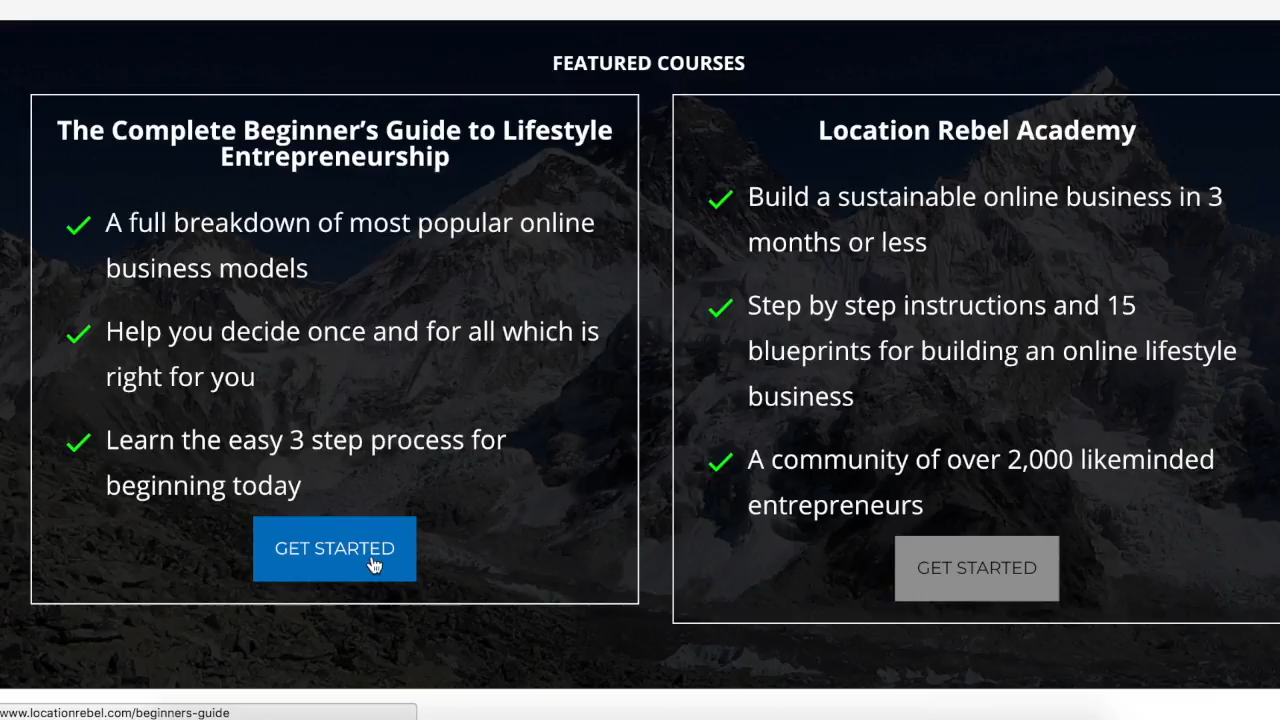 FEATURED COURSES
The Complete Beginner’s Guide to Lifestyle
Entrepreneurship
A full breakdown of most popular online
business models
Help you decide once and for all which is
right for you
Learn the easy 3 step process for
beginning today
GET STARTED
Location Rebel Academy
Build a sustainable online business in 3
months or less
Step by step instructions and 15
blueprints for building an online lifestyle
business
A community of over 2,000 likeminded
entrepreneurs
GET STARTED
www.locationrebel.com/beginners-guide